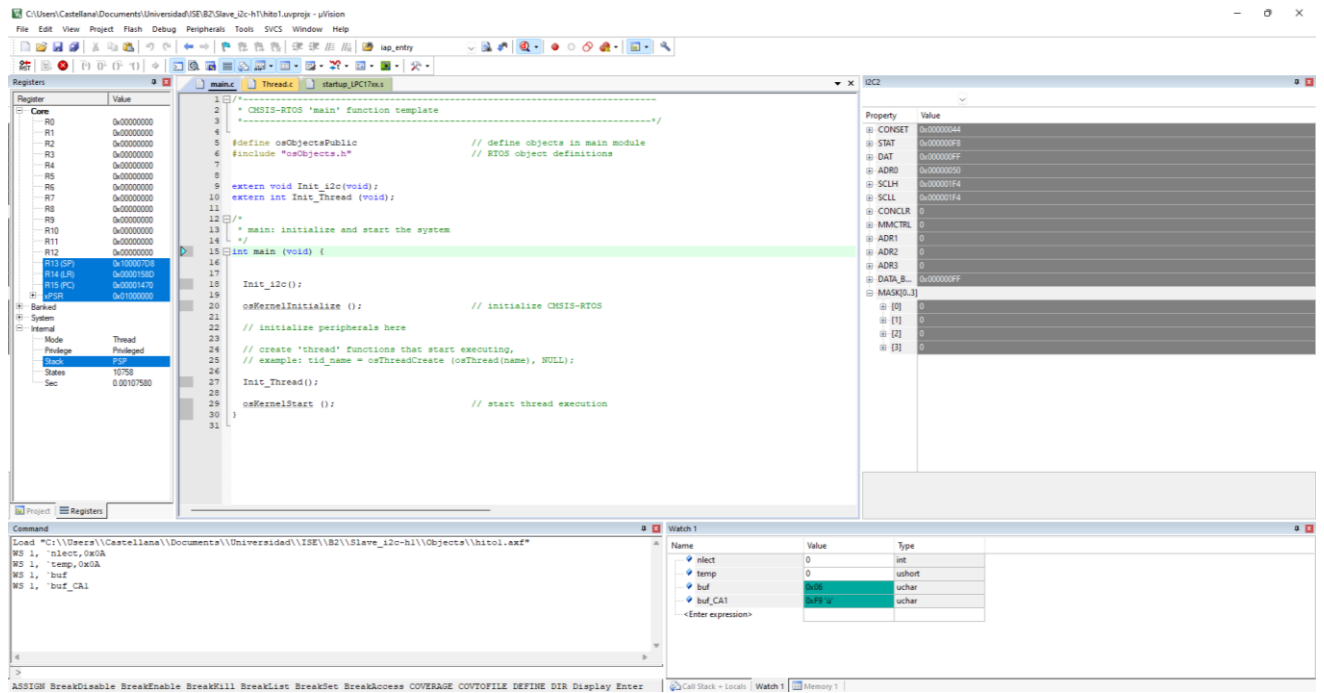 C:\Users\Castellana\Documents\Universidad\ISE\B2\Slave_i2c-h1\hito1.uvprojx - µVision
File Edit View Project Flash Debug Peripherals Tools SVCS Window Help
iap_entry
Registers
Register Value
Core
R0 0x00000000
R1 0x00000000
R2 0x00000000
R3 0x00000000
R4 0x00000000
R5 0x00000000
R6 0x00000000
R7 0x00000000
R8 0x00000000
R9 0x00000000
R10 0x00000000
R11 0x00000000
R12 0x00000000
R13 (SP) 0x100007D8
R14 (LR) 0x0000158D
R15 (PC) 0x00001470
xPSR 0x01000000
Banked
System
Internal
Mode Thread
Privilege Privileged
Stack PSP
States 10758
Sec 0.00107580
Project Registers
main.c Thread.c startup_LPC17xx.s
1 /*----------------------------------------------------------------------------
2 * CMSIS-RTOS 'main' function template
3 *---------------------------------------------------------------------------*/
4
5 #define osObjectsPublic // define objects in main module
6 #include "osObjects.h" // RTOS object definitions
7
8
9 extern void Init_i2c(void);
10 extern int Init_Thread (void);
11
12 /*
13 * main: initialize and start the system
14 */
15 int main (void) {
16
17
18 Init_i2c();
19
20 osKernelInitialize (); // initialize CMSIS-RTOS
21
22 // initialize peripherals here
23
24 // create 'thread' functions that start executing,
25 // example: tid_name = osThreadCreate (osThread(name), NULL);
26
27 Init_Thread();
28
29 osKernelStart (); // start thread execution
30 }
31
I2C2
Property Value
CONSET 0x00000044
STAT 0x000000F8
DAT 0x000000FF
ADR0 0x00000050
SCLH 0x000001F4
SCLL 0x000001F4
CONCLR 0
MMCTRL 0
ADR1 0
ADR2 0
ADR3 0
DATA_B... 0x000000FF
MASK[0..3]
[0] 0
[1] 0
[2] 0
[3] 0
Command
Load "C:\\Users\\Castellana\\Documents\\Universidad\\ISE\\B2\\Slave_i2c-h1\\Objects\\hito1.axf"
WS 1, `nlect,0x0A
WS 1, `temp,0x0A
WS 1, `buf
WS 1, `buf_CA1
>
ASSIGN BreakDisable BreakEnable BreakKill BreakList BreakSet BreakAccess COVERAGE COVTOFILE DEFINE DIR Display Enter
Watch 1
Name Value Type
nlect 0 int
temp 0 ushort
buf 0x06 uchar
buf_CA1 0xF9 'ù' uchar
<Enter expression>
Call Stack + Locals Watch 1 Memory 1